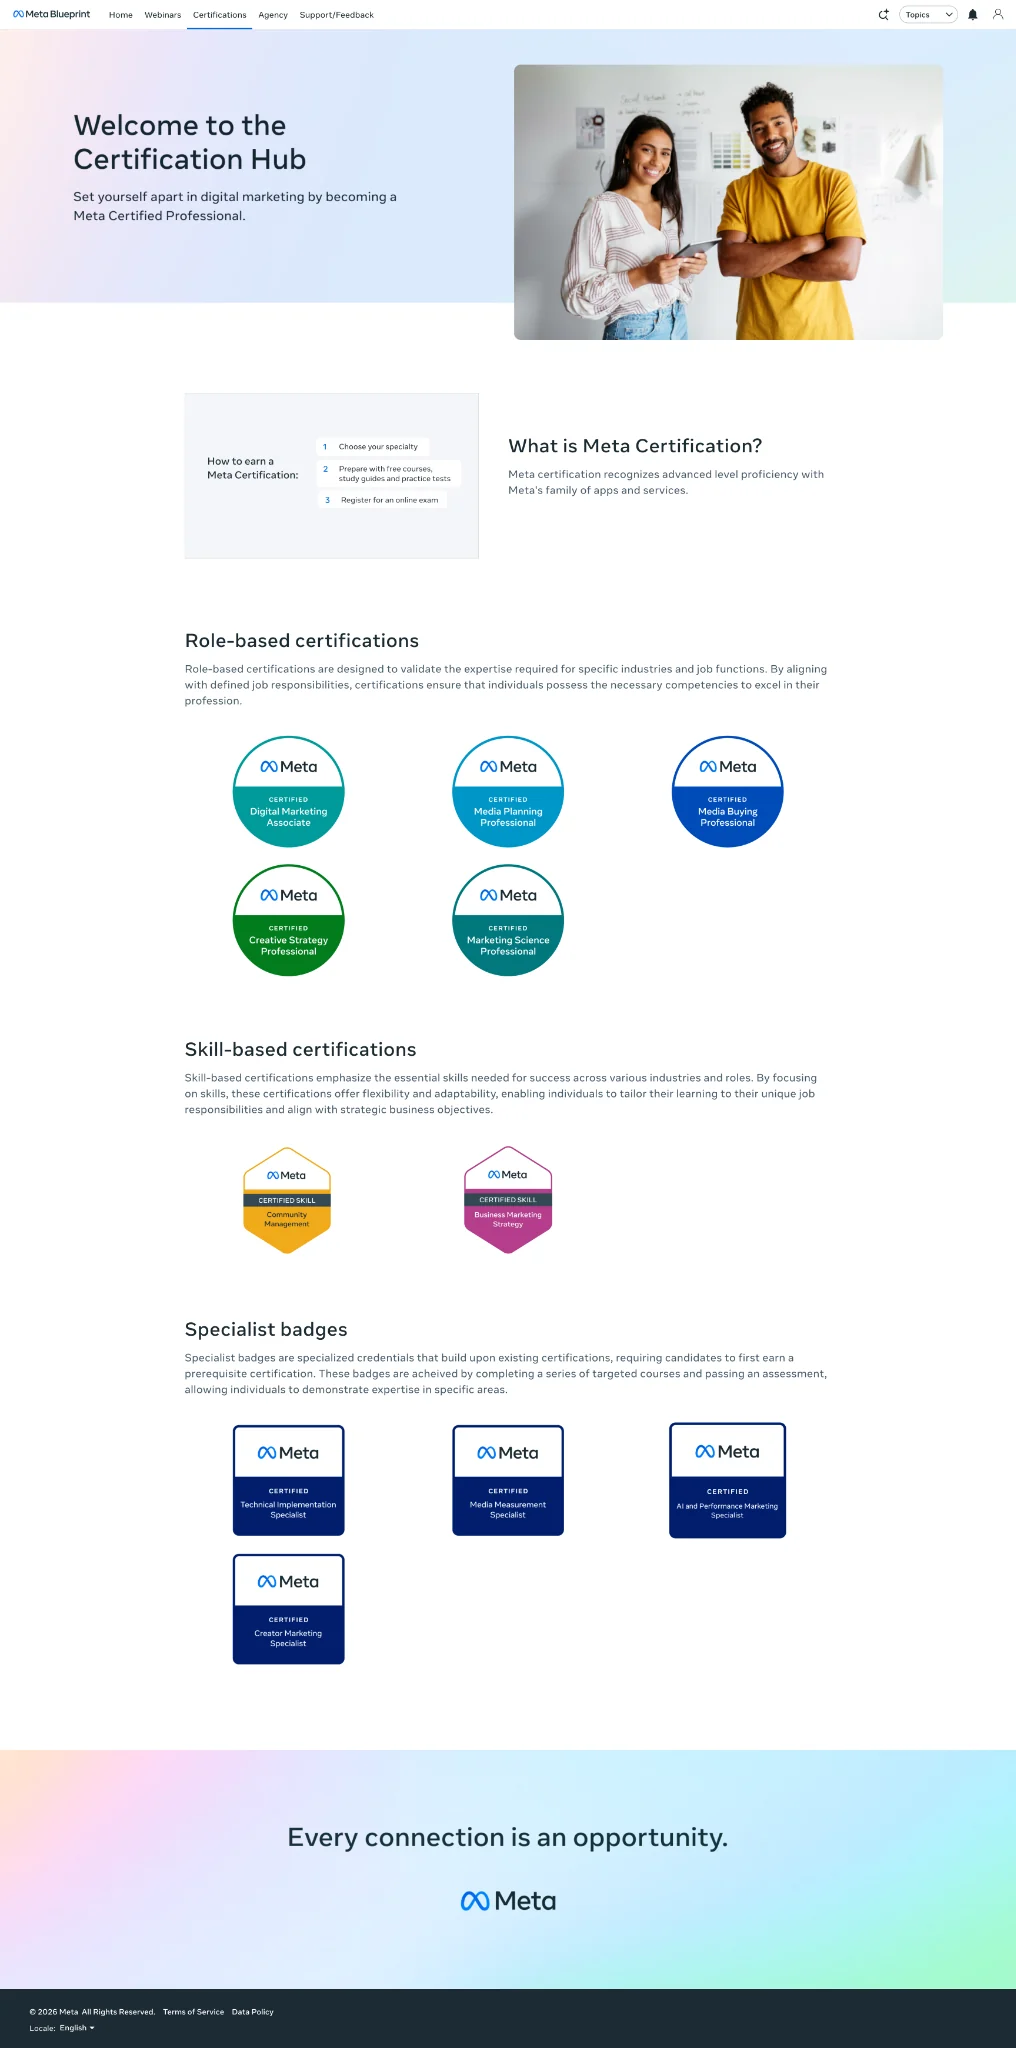 Meta Blueprint
Home
Webinars
Certifications
Agency
Support/Feedback
Topics
Welcome to the
Certification Hub
Set yourself apart in digital marketing by becoming a
Meta Certified Professional.
How to earn a
Meta Certification:
1 Choose your specialty
2 Prepare with free courses,
study guides and practice tests
3 Register for an online exam
What is Meta Certification?
Meta certification recognizes advanced level proficiency with
Meta's family of apps and services.
Role-based certifications
Role-based certifications are designed to validate the expertise required for specific industries and job functions. By aligning
with defined job responsibilities, certifications ensure that individuals possess the necessary competencies to excel in their
profession.
Meta
CERTIFIED
Digital Marketing
Associate
Meta
CERTIFIED
Media Planning
Professional
Meta
CERTIFIED
Media Buying
Professional
Meta
CERTIFIED
Creative Strategy
Professional
Meta
CERTIFIED
Marketing Science
Professional
Skill-based certifications
Skill-based certifications emphasize the essential skills needed for success across various industries and roles. By focusing
on skills, these certifications offer flexibility and adaptability, enabling individuals to tailor their learning to their unique job
responsibilities and align with strategic business objectives.
Meta
CERTIFIED SKILL
Community
Management
Meta
CERTIFIED SKILL
Business Marketing
Strategy
Specialist badges
Specialist badges are specialized credentials that build upon existing certifications, requiring candidates to first earn a
prerequisite certification. These badges are acheived by completing a series of targeted courses and passing an assessment,
allowing individuals to demonstrate expertise in specific areas.
Meta
CERTIFIED
Technical Implementation
Specialist
Meta
CERTIFIED
Media Measurement
Specialist
Meta
CERTIFIED
AI and Performance Marketing
Specialist
Meta
CERTIFIED
Creator Marketing
Specialist
Every connection is an opportunity.
Meta
© 2026 Meta All Rights Reserved. Terms of Service Data Policy
Locale: English